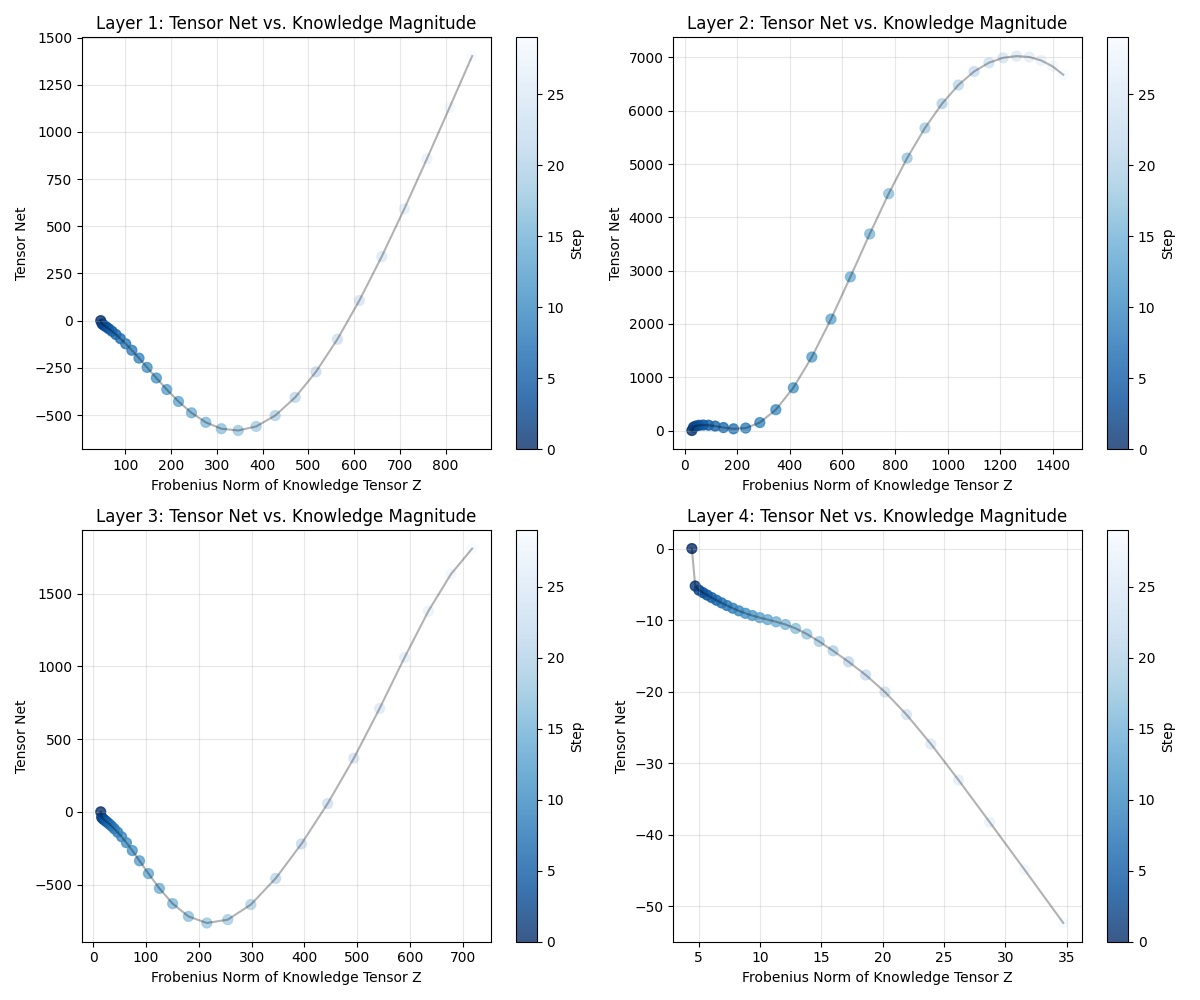 Layer 1: Tensor Net vs. Knowledge Magnitude
1500
1250
1000
750
500
250
0
−250
−500
Tensor Net
100 200 300 400 500 600 700 800
Frobenius Norm of Knowledge Tensor Z
25
20
15
10
5
0
Step
Layer 2: Tensor Net vs. Knowledge Magnitude
7000
6000
5000
4000
3000
2000
1000
0
Tensor Net
0 200 400 600 800 1000 1200 1400
Frobenius Norm of Knowledge Tensor Z
25
20
15
10
5
0
Step
Layer 3: Tensor Net vs. Knowledge Magnitude
1500
1000
500
0
−500
Tensor Net
0 100 200 300 400 500 600 700
Frobenius Norm of Knowledge Tensor Z
25
20
15
10
5
0
Step
Layer 4: Tensor Net vs. Knowledge Magnitude
0
−10
−20
−30
−40
−50
Tensor Net
5 10 15 20 25 30 35
Frobenius Norm of Knowledge Tensor Z
25
20
15
10
5
0
Step